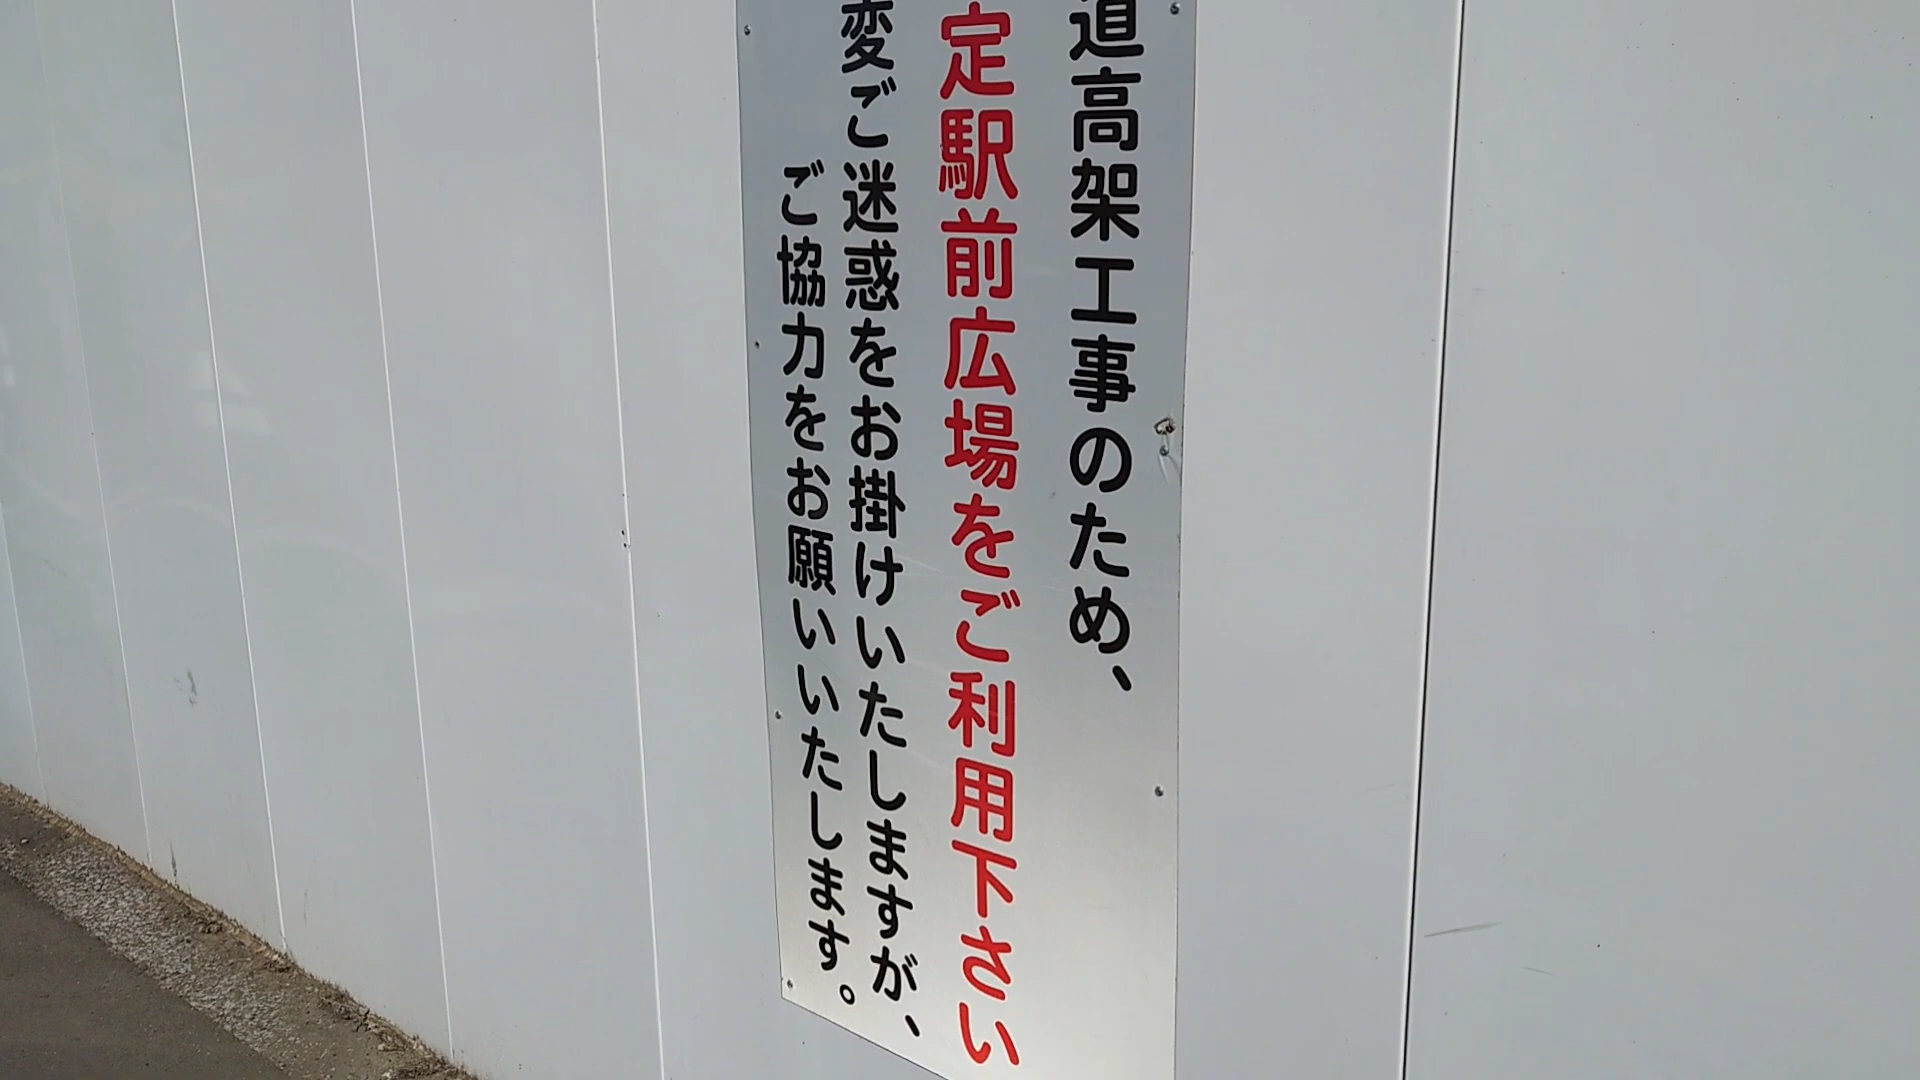 道高架工事のため、
定駅前広場をご利用下さい
変ご迷惑をお掛けいたしますが、
ご協力をお願いいたします。